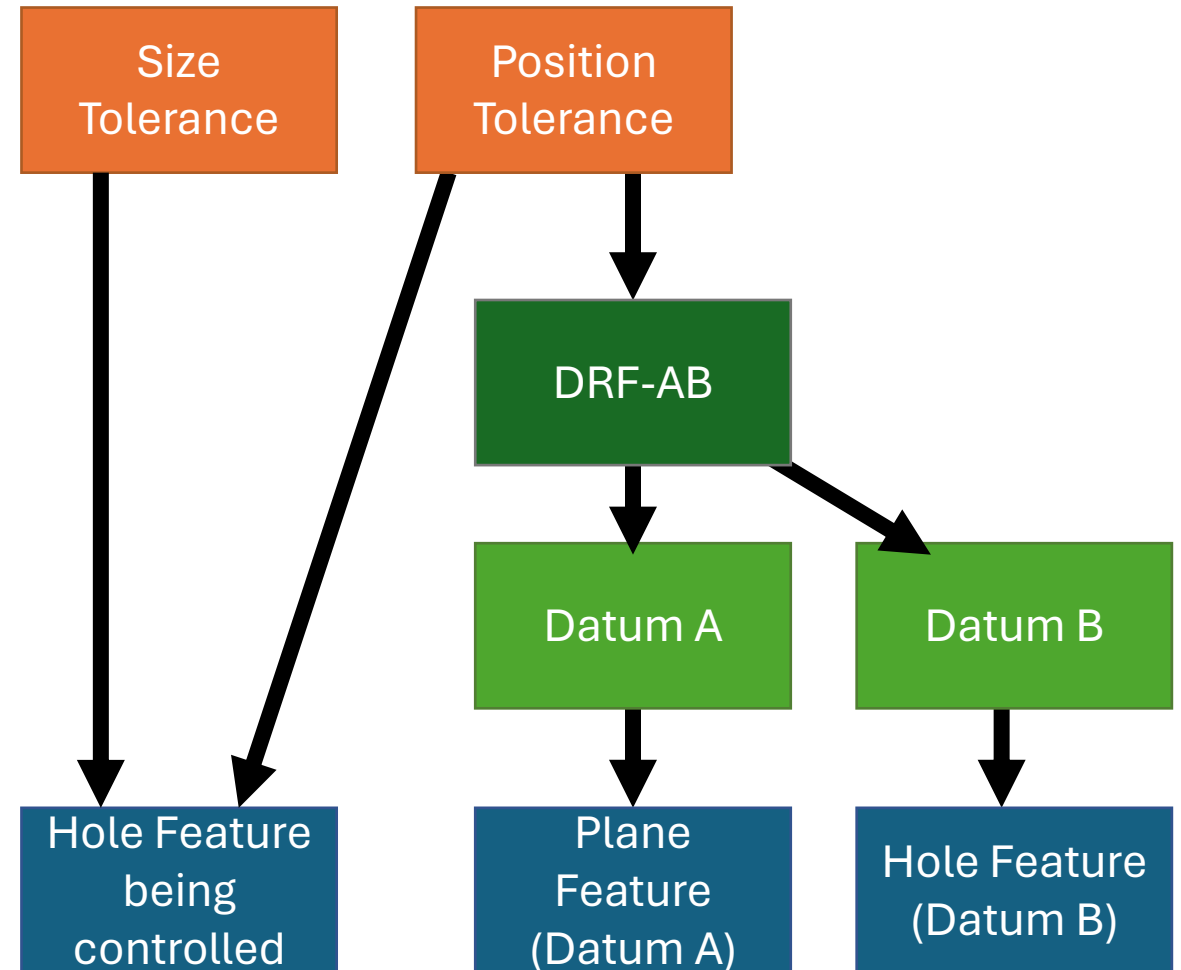 Size
Tolerance
Position
Tolerance
DRF-AB
Datum A
Datum B
Hole Feature
being
controlled
Plane
Feature
(Datum A)
Hole Feature
(Datum B)